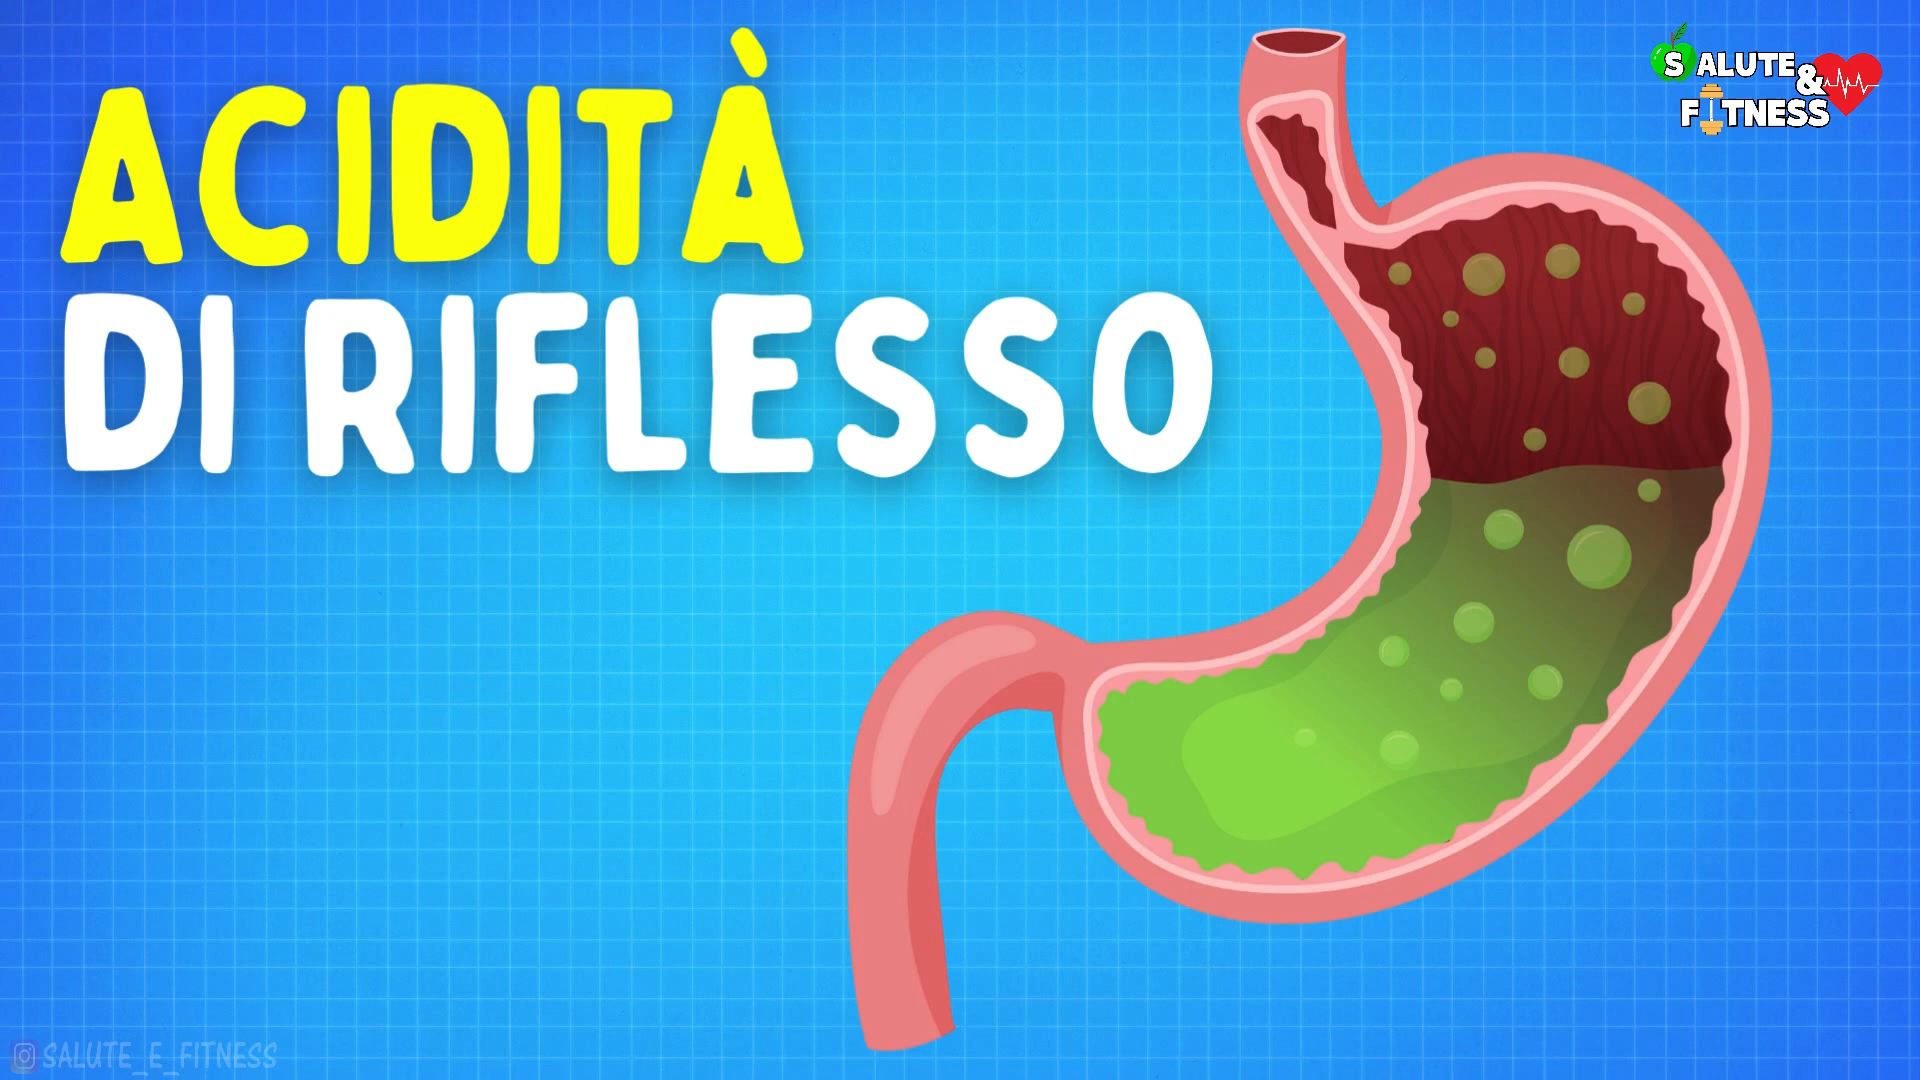 ACIDITÀ
DI RIFLESSO
SALUTE
&
FITNESS
SALUTE_E_FITNESS